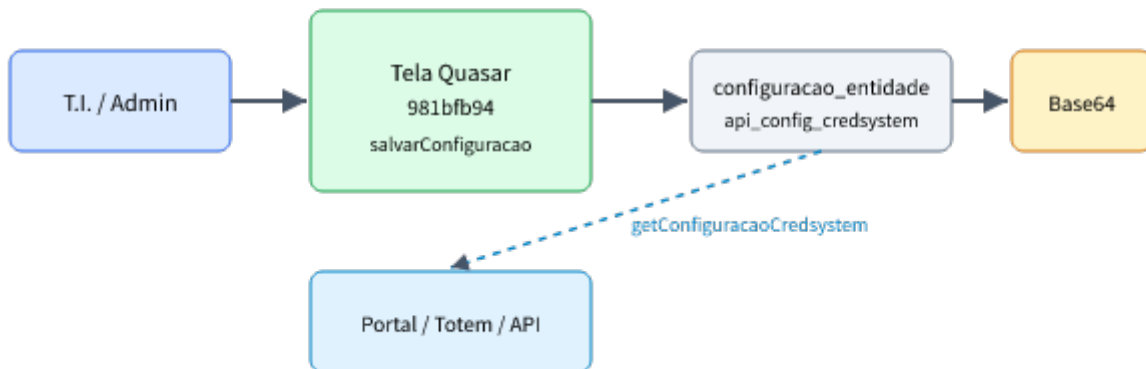 T.I. / Admin
Tela Quasar
981bfb94
salvarConfiguracao
configuracao_entidade
api_config_credsystem
Base64
getConfiguracaoCredsystem
Portal / Totem / API